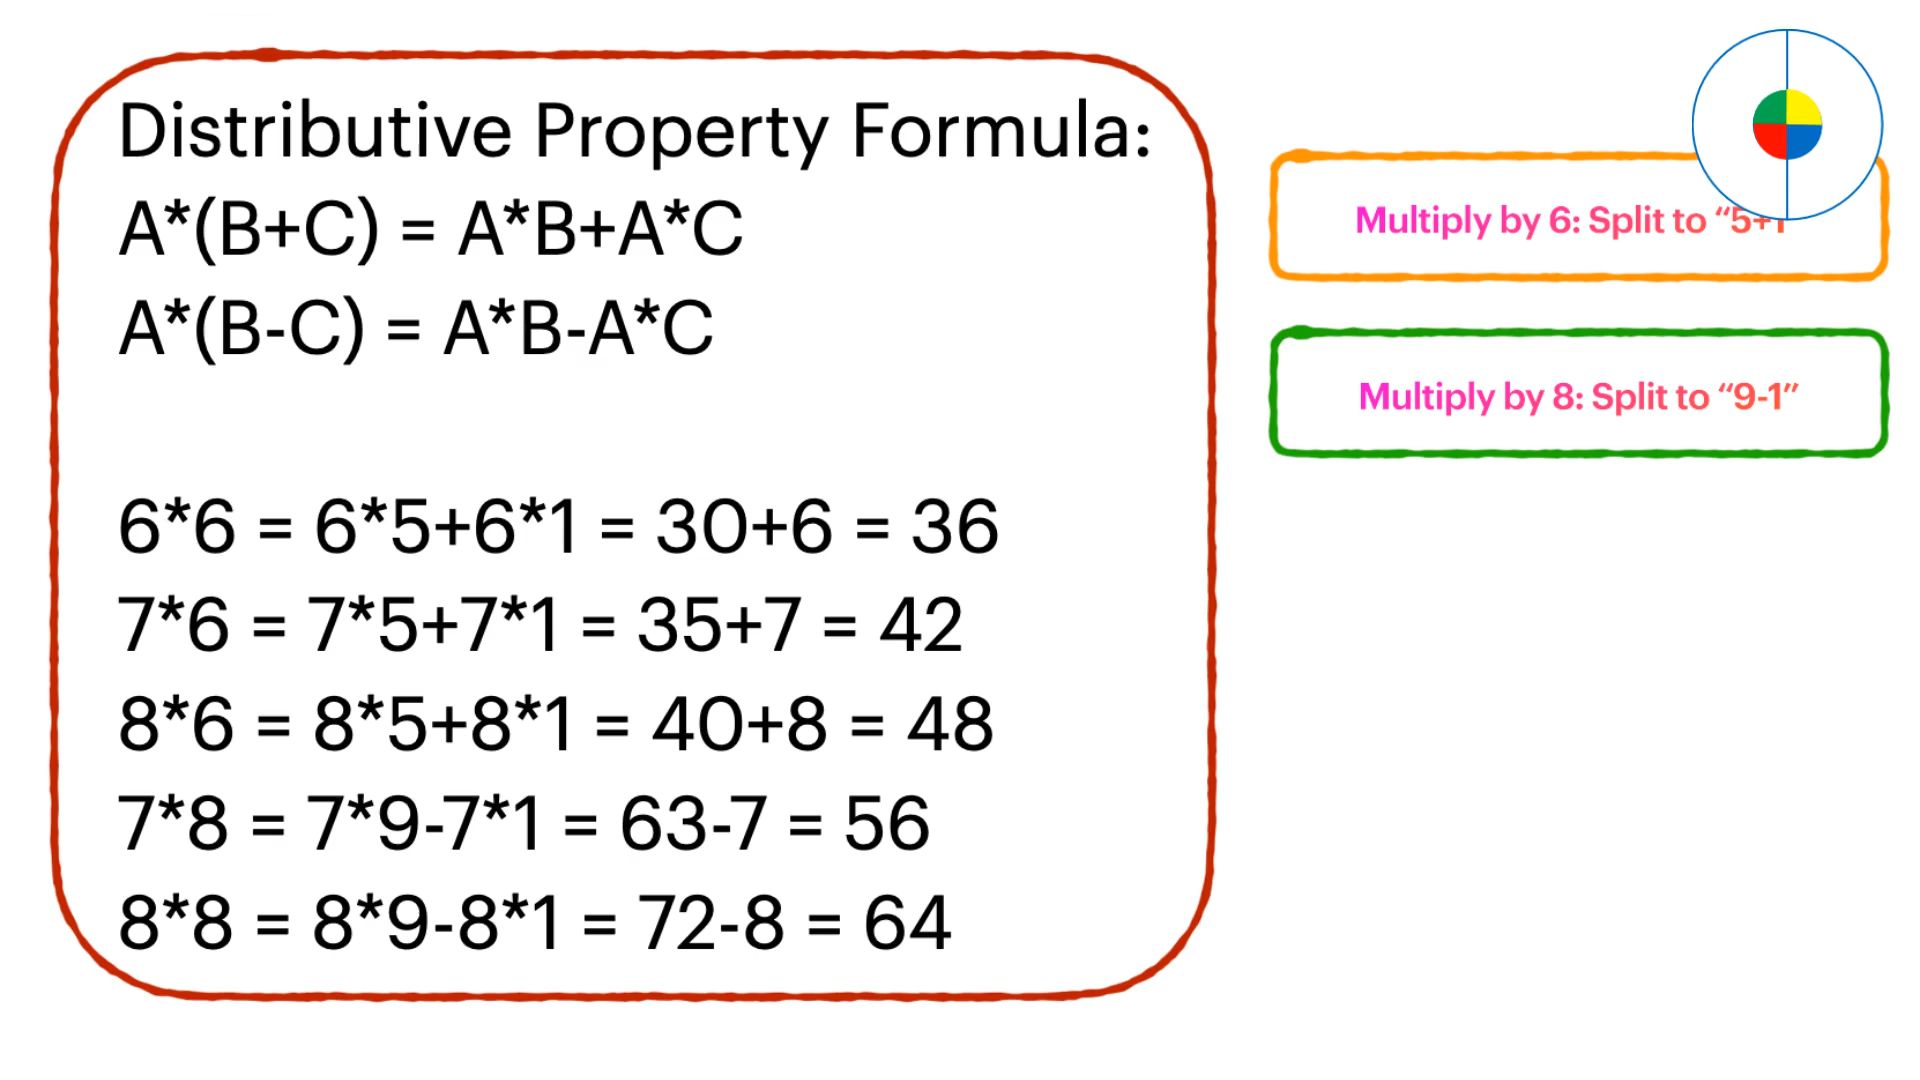 Distributive Property Formula:
A*(B+C) = A*B+A*C
A*(B-C) = A*B-A*C
6*6 = 6*5+6*1 = 30+6 = 36
7*6 = 7*5+7*1 = 35+7 = 42
8*6 = 8*5+8*1 = 40+8 = 48
7*8 = 7*9-7*1 = 63-7 = 56
8*8 = 8*9-8*1 = 72-8 = 64
Multiply by 6: Split to “5+1
Multiply by 8: Split to “9-1”